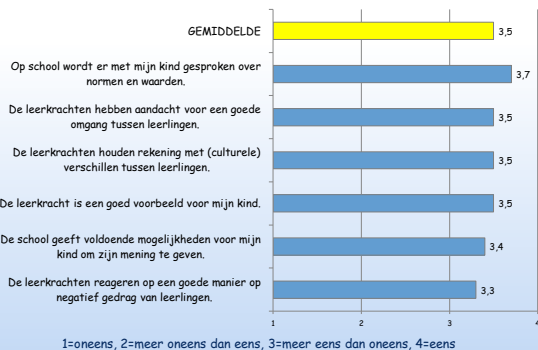 GEMIDDELDE
3,5
Op school wordt er met mijn kind gesproken over
normen en waarden.
3,7
De leerkrachten hebben aandacht voor een goede
omgang tussen leerlingen.
3,5
De leerkrachten houden rekening met (culturele)
verschillen tussen leerlingen.
3,5
De leerkracht is een goed voorbeeld voor mijn kind.
3,5
De school geeft voldoende mogelijkheden voor mijn
kind om zijn mening te geven.
3,4
De leerkrachten reageren op een goede manier op
negatief gedrag van leerlingen.
3,3
1 2 3 4
1=oneens, 2=meer oneens dan eens, 3=meer eens dan oneens, 4=eens